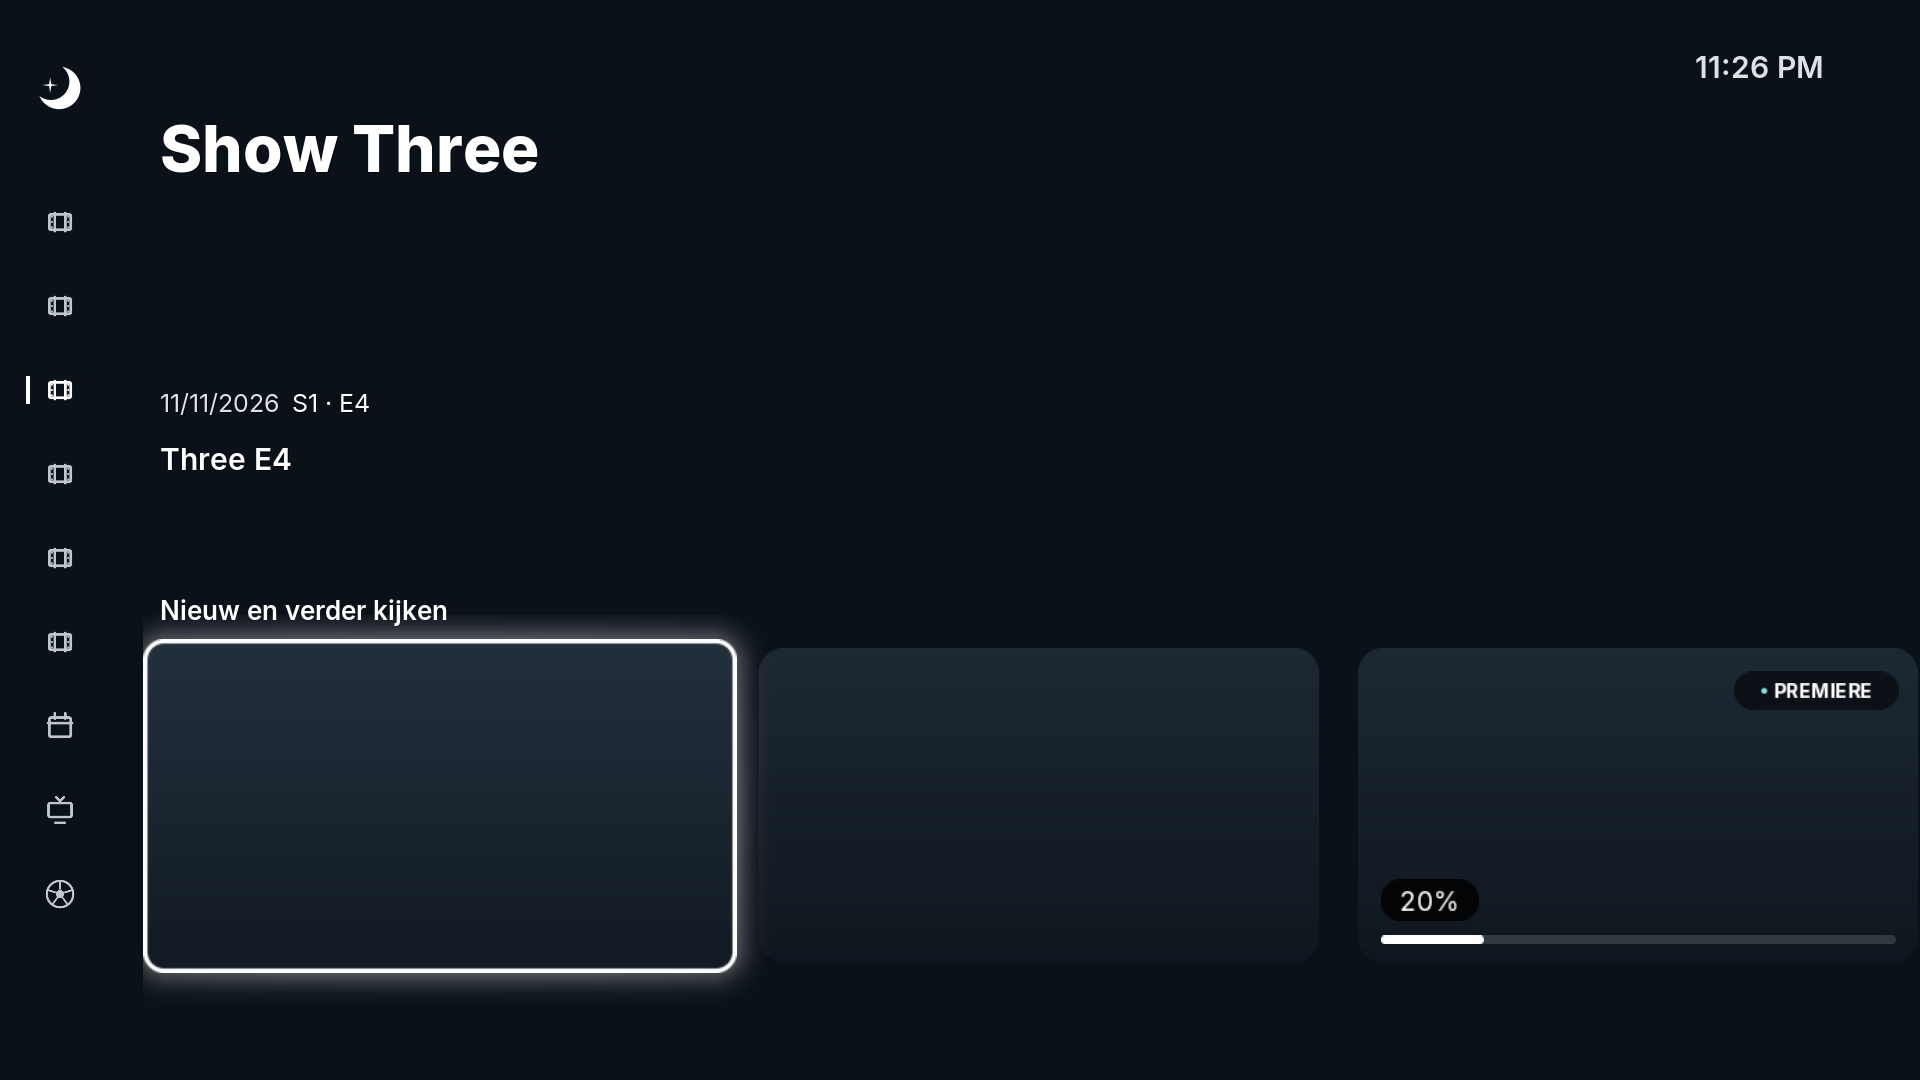 11:26 PM
Show Three
11/11/2026 S1 · E4
Three E4
Nieuw en verder kijken
• PREMIERE
20%